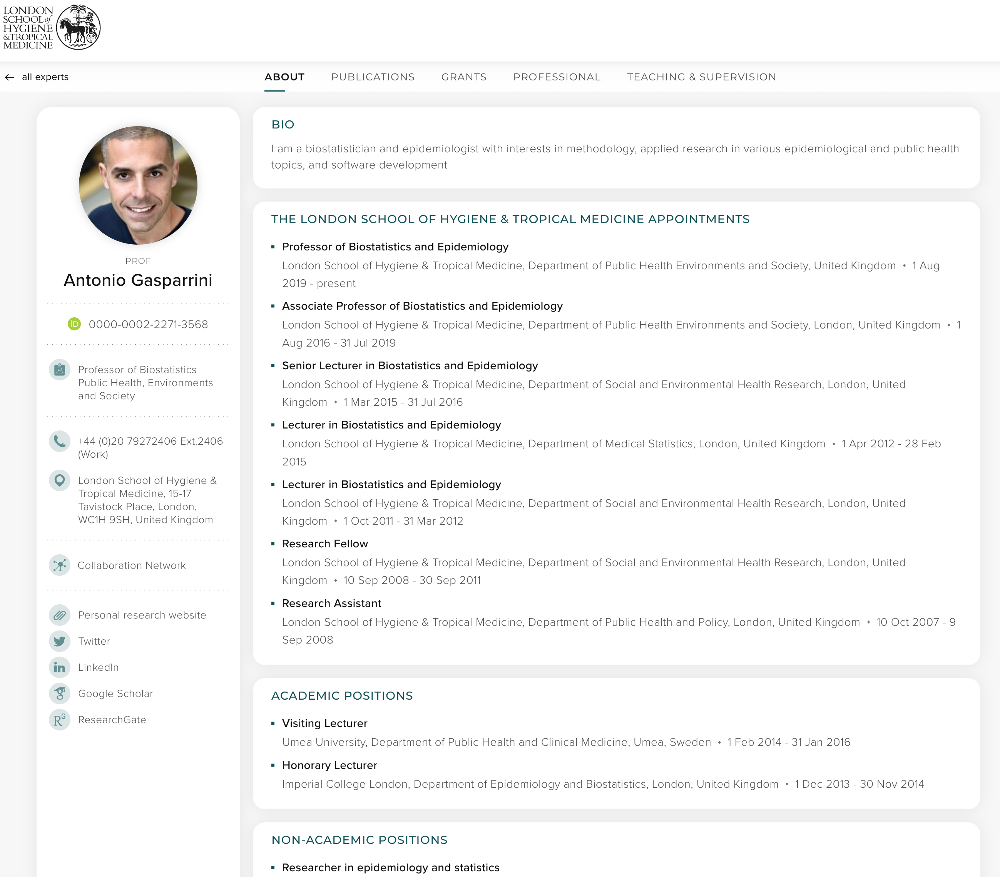 LONDON
SCHOOL of
HYGIENE
& TROPICAL
MEDICINE
← all experts
ABOUT
PUBLICATIONS
GRANTS
PROFESSIONAL
TEACHING & SUPERVISION
PROF
Antonio Gasparrini
iD 0000-0002-2271-3568
Professor of Biostatistics
Public Health, Environments
and Society
+44 (0)20 79272406 Ext.2406
(Work)
London School of Hygiene &
Tropical Medicine, 15-17
Tavistock Place, London,
WC1H 9SH, United Kingdom
Collaboration Network
Personal research website
Twitter
in LinkedIn
g Google Scholar
RG ResearchGate
BIO
I am a biostatistician and epidemiologist with interests in methodology, applied research in various epidemiological and public health
topics, and software development
THE LONDON SCHOOL OF HYGIENE & TROPICAL MEDICINE APPOINTMENTS
▪ Professor of Biostatistics and Epidemiology
London School of Hygiene & Tropical Medicine, Department of Public Health Environments and Society, United Kingdom • 1 Aug
2019 - present
▪ Associate Professor of Biostatistics and Epidemiology
London School of Hygiene & Tropical Medicine, Department of Public Health Environments and Society, London, United Kingdom • 1
Aug 2016 - 31 Jul 2019
▪ Senior Lecturer in Biostatistics and Epidemiology
London School of Hygiene & Tropical Medicine, Department of Social and Environmental Health Research, London, United
Kingdom • 1 Mar 2015 - 31 Jul 2016
▪ Lecturer in Biostatistics and Epidemiology
London School of Hygiene & Tropical Medicine, Department of Medical Statistics, London, United Kingdom • 1 Apr 2012 - 28 Feb
2015
▪ Lecturer in Biostatistics and Epidemiology
London School of Hygiene & Tropical Medicine, Department of Social and Environmental Health Research, London, United
Kingdom • 1 Oct 2011 - 31 Mar 2012
▪ Research Fellow
London School of Hygiene & Tropical Medicine, Department of Social and Environmental Health Research, London, United
Kingdom • 10 Sep 2008 - 30 Sep 2011
▪ Research Assistant
London School of Hygiene & Tropical Medicine, Department of Public Health and Policy, London, United Kingdom • 10 Oct 2007 - 9
Sep 2008
ACADEMIC POSITIONS
▪ Visiting Lecturer
Umea University, Department of Public Health and Clinical Medicine, Umea, Sweden • 1 Feb 2014 - 31 Jan 2016
▪ Honorary Lecturer
Imperial College London, Department of Epidemiology and Biostatistics, London, United Kingdom • 1 Dec 2013 - 30 Nov 2014
NON-ACADEMIC POSITIONS
▪ Researcher in epidemiology and statistics